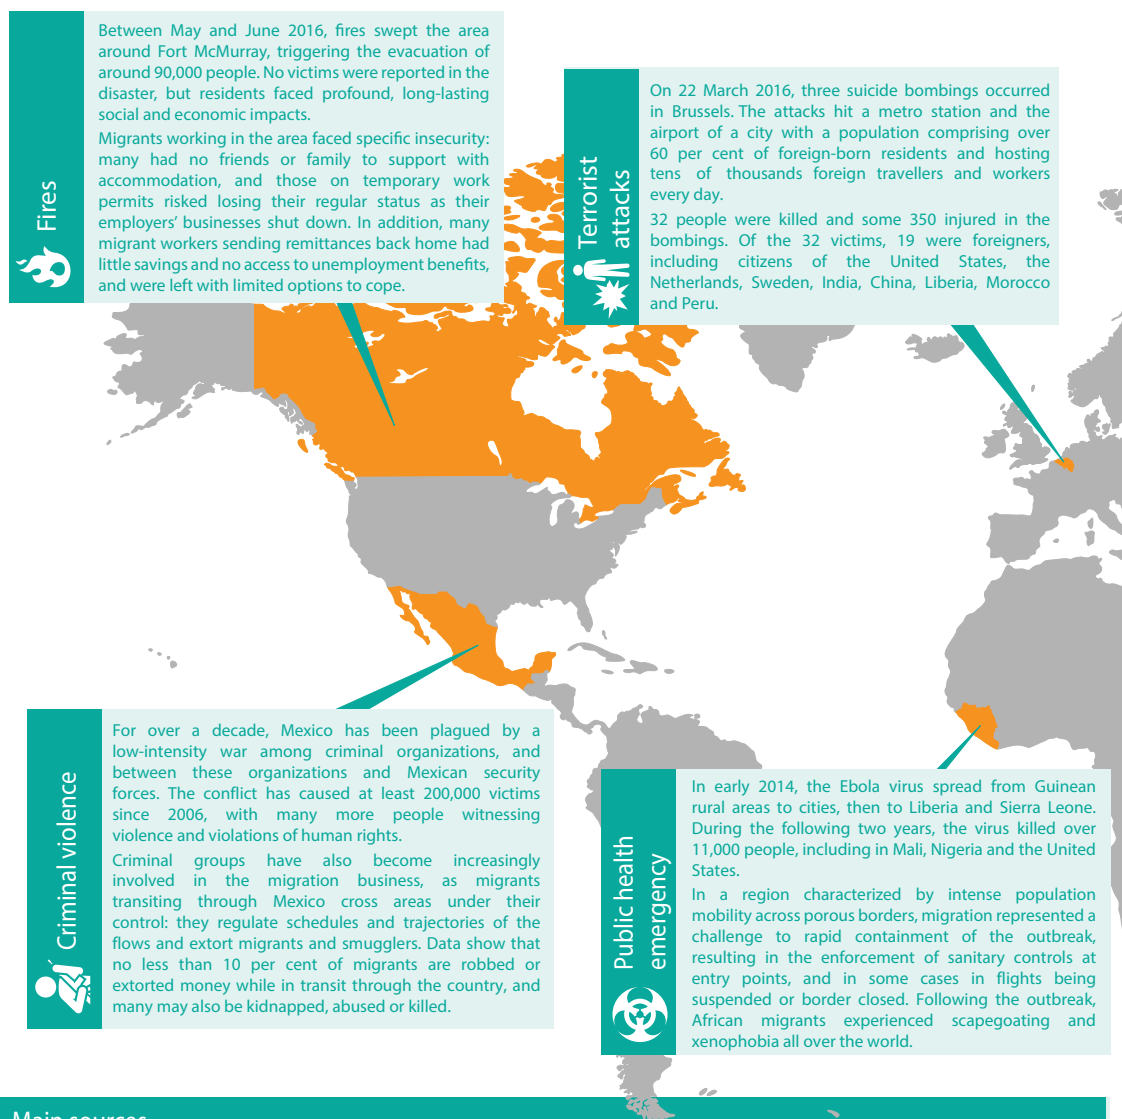 Fires
Between May and June 2016, fires swept the area
around Fort McMurray, triggering the evacuation of
around 90,000 people. No victims were reported in the
disaster, but residents faced profound, long-lasting
social and economic impacts.
Migrants working in the area faced specific insecurity:
many had no friends or family to support with
accommodation, and those on temporary work
permits risked losing their regular status as their
employers' businesses shut down. In addition, many
migrant workers sending remittances back home had
little savings and no access to unemployment benefits,
and were left with limited options to cope.
Terrorist
attacks
On 22 March 2016, three suicide bombings occurred
in Brussels. The attacks hit a metro station and the
airport of a city with a population comprising over
60 per cent of foreign-born residents and hosting
tens of thousands foreign travellers and workers
every day.
32 people were killed and some 350 injured in the
bombings. Of the 32 victims, 19 were foreigners,
including citizens of the United States, the
Netherlands, Sweden, India, China, Liberia, Morocco
and Peru.
Criminal violence
For over a decade, Mexico has been plagued by a
low-intensity war among criminal organizations, and
between these organizations and Mexican security
forces. The conflict has caused at least 200,000 victims
since 2006, with many more people witnessing
violence and violations of human rights.
Criminal groups have also become increasingly
involved in the migration business, as migrants
transiting through Mexico cross areas under their
control: they regulate schedules and trajectories of the
flows and extort migrants and smugglers. Data show that
no less than 10 per cent of migrants are robbed or
extorted money while in transit through the country, and
many may also be kidnapped, abused or killed.
Public health
emergency
In early 2014, the Ebola virus spread from Guinean
rural areas to cities, then to Liberia and Sierra Leone.
During the following two years, the virus killed over
11,000 people, including in Mali, Nigeria and the United
States.
In a region characterized by intense population
mobility across porous borders, migration represented a
challenge to rapid containment of the outbreak,
resulting in the enforcement of sanitary controls at
entry points, and in some cases in flights being
suspended or border closed. Following the outbreak,
African migrants experienced scapegoating and
xenophobia all over the world.
Main sources